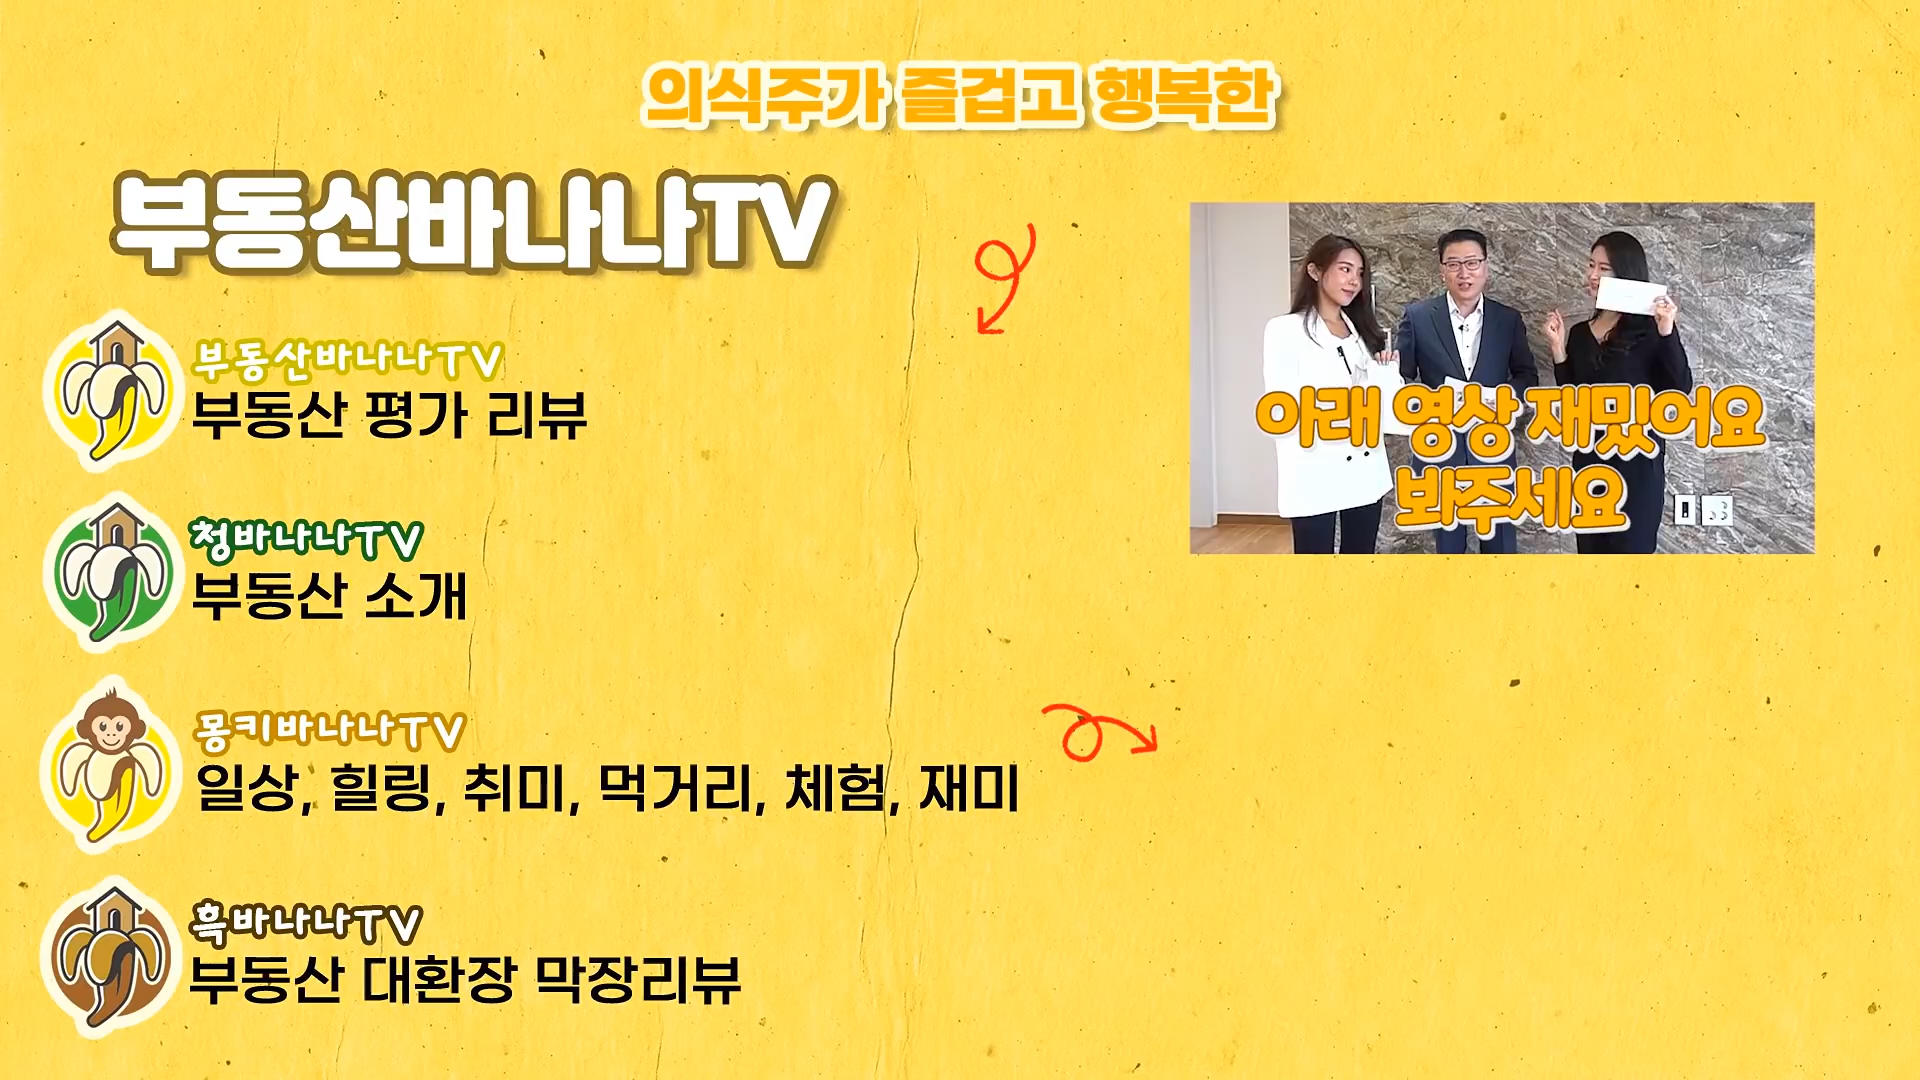 의식주가 즐겁고 행복한
부동산바나나TV
부동산바나나TV
부동산 평가 리뷰
청바나나TV
부동산 소개
몽키바나나TV
일상, 힐링, 취미, 먹거리, 체험, 재미
흑바나나TV
부동산 대환장 막장리뷰
아래 영상 재밌어요
봐주세요